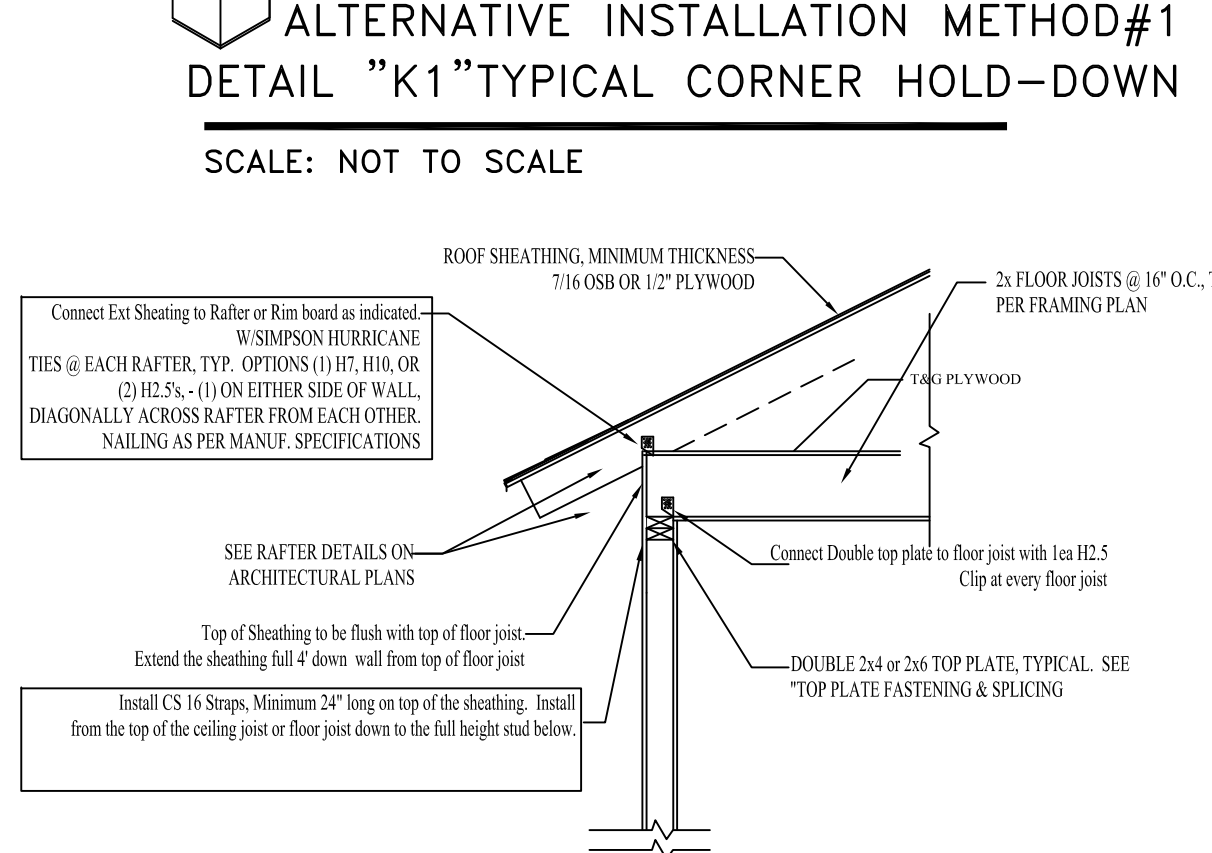 ALTERNATIVE INSTALLATION METHOD#1
DETAIL "K1"TYPICAL CORNER HOLD-DOWN
SCALE: NOT TO SCALE
ROOF SHEATHING, MINIMUM THICKNESS
7/16 OSB OR 1/2" PLYWOOD
2x FLOOR JOISTS @ 16" O.C.,
PER FRAMING PLAN
Connect Ext Sheating to Rafter or Rim board as indicated.
W/SIMPSON HURRICANE
TIES @ EACH RAFTER, TYP. OPTIONS (1) H7, H10, OR
(2) H2.5's, - (1) ON EITHER SIDE OF WALL,
DIAGONALLY ACROSS RAFTER FROM EACH OTHER.
NAILING AS PER MANUF. SPECIFICATIONS
T&G PLYWOOD
SEE RAFTER DETAILS ON
ARCHITECTURAL PLANS
Connect Double top plate to floor joist with 1ea H2.5
Clip at every floor joist
Top of Sheathing to be flush with top of floor joist.
Extend the sheathing full 4' down wall from top of floor joist
DOUBLE 2x4 or 2x6 TOP PLATE, TYPICAL. SEE
"TOP PLATE FASTENING & SPLICING
Install CS 16 Straps, Minimum 24" long on top of the sheathing. Install
from the top of the ceiling joist or floor joist down to the full height stud below.